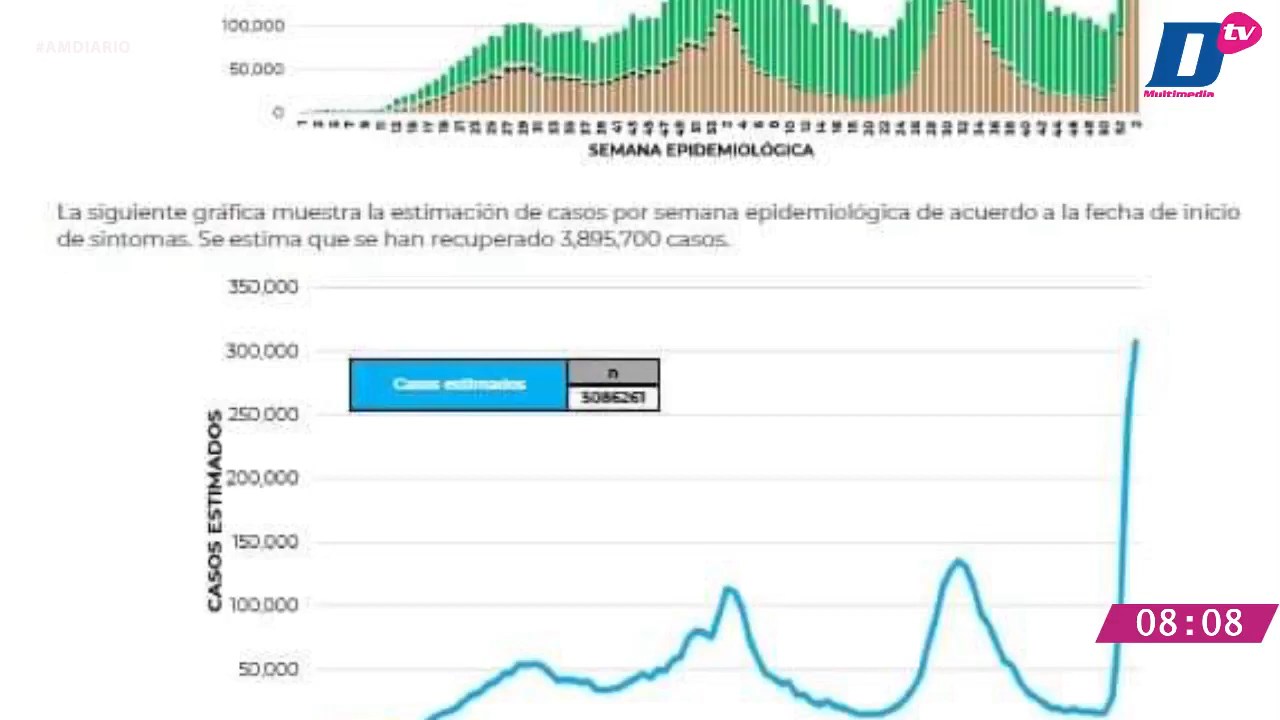 #AMDIARIO
D tv
Multimedia
100,000
50,000
0
SEMANA EPIDEMIOLÓGICA
La siguiente gráfica muestra la estimación de casos por semana epidemiológica de acuerdo a la fecha de inicio
de síntomas. Se estima que se han recuperado 3,895,700 casos.
350,000
300,000
250,000
200,000
150,000
100,000
50,000
CASOS ESTIMADOS
Casos estimados
n
5086261
08:08